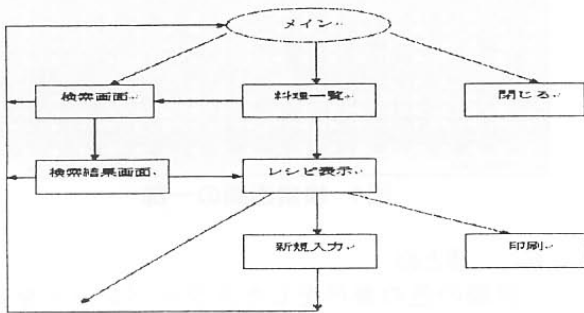 メイン
検索画面
料理一覧
閉じる
検索結果画面
レシピ表示
新規入力
印刷